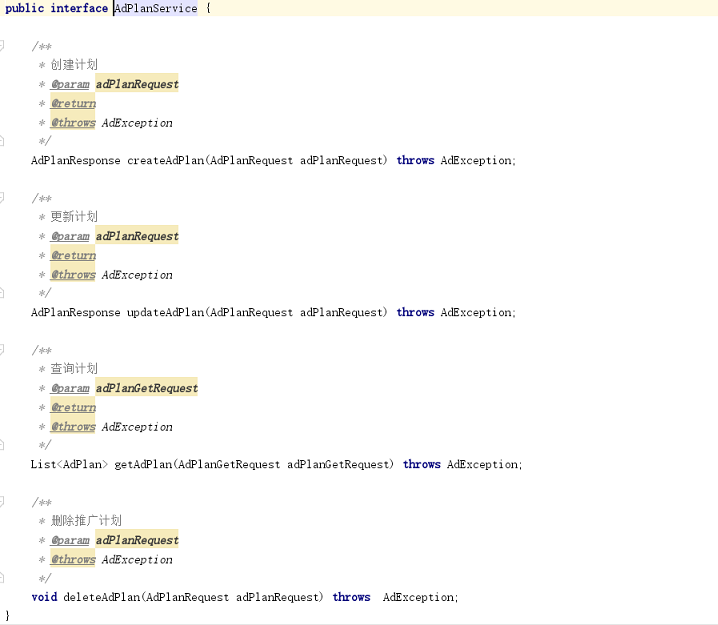 public interface AdPlanService {
/**
* 创建计划
* @param adPlanRequest
* @return
* @throws AdException
*/
AdPlanResponse createAdPlan(AdPlanRequest adPlanRequest) throws AdException;
/**
* 更新计划
* @param adPlanRequest
* @return
* @throws AdException
*/
AdPlanResponse updateAdPlan(AdPlanRequest adPlanRequest) throws AdException;
/**
* 查询计划
* @param adPlanGetRequest
* @return
* @throws AdException
*/
List<AdPlan> getAdPlan(AdPlanGetRequest adPlanGetRequest) throws AdException;
/**
* 删除推广计划
* @param adPlanRequest
* @throws AdException
*/
void deleteAdPlan(AdPlanRequest adPlanRequest) throws  AdException;
}